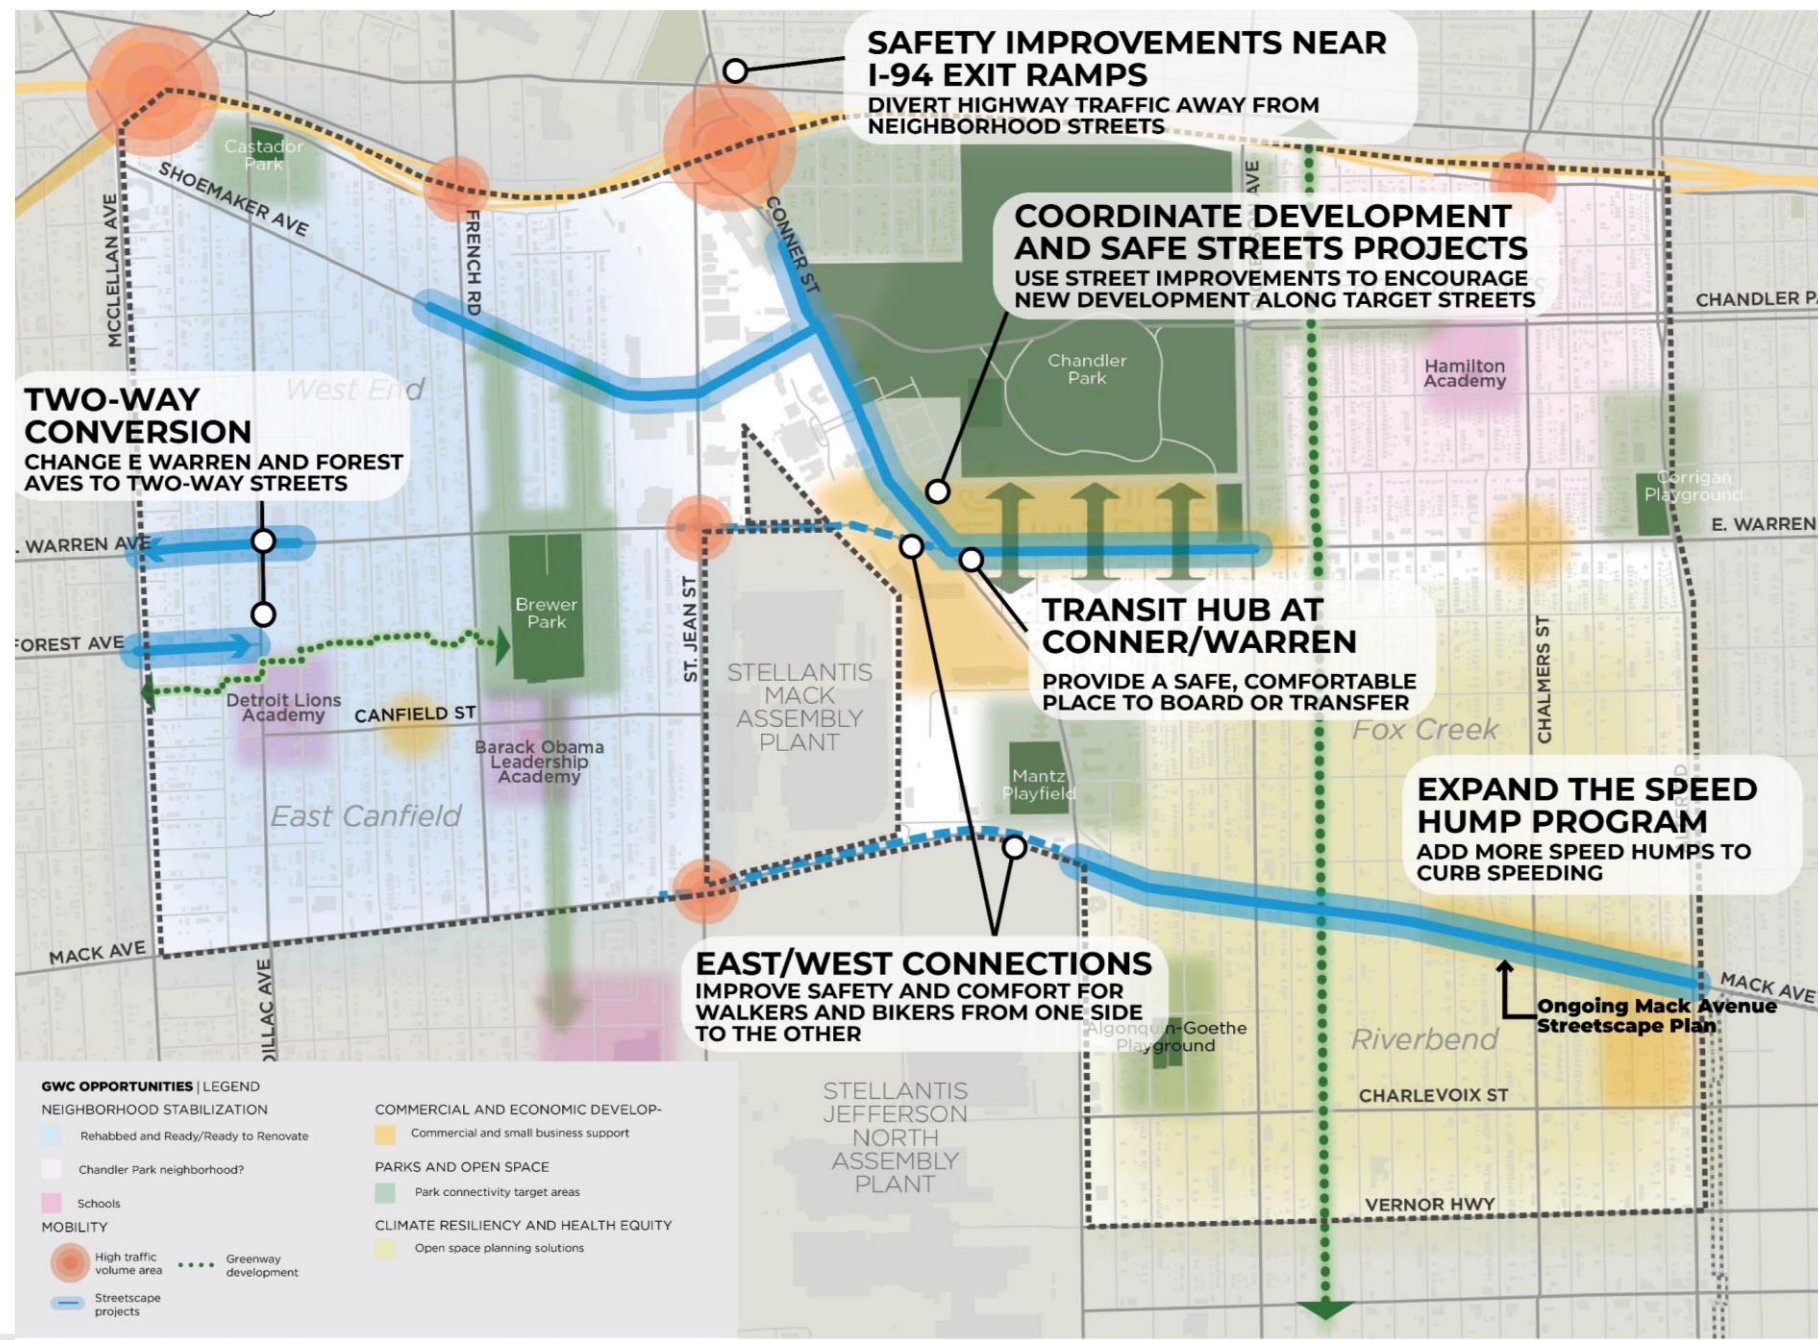 SAFETY IMPROVEMENTS NEAR
I-94 EXIT RAMPS
DIVERT HIGHWAY TRAFFIC AWAY FROM
NEIGHBORHOOD STREETS
Castador
Park
SHOEMAKER AVE
MCCLELLAN AVE
FRENCH RD
CONNER ST
COORDINATE DEVELOPMENT
AND SAFE STREETS PROJECTS
USE STREET IMPROVEMENTS TO ENCOURAGE
NEW DEVELOPMENT ALONG TARGET STREETS
CHANDLER PA
Chandler
Park
Hamilton
Academy
West End
TWO-WAY
CONVERSION
CHANGE E WARREN AND FOREST
AVES TO TWO-WAY STREETS
Corrigan
Playground
E. WARREN
. WARREN AVE
Brewer
Park
ST. JEAN ST
TRANSIT HUB AT
CONNER/WARREN
PROVIDE A SAFE, COMFORTABLE
PLACE TO BOARD OR TRANSFER
FOREST AVE
CHALMERS ST
STELLANTIS
MACK
ASSEMBLY
PLANT
Detroit Lions
Academy
CANFIELD ST
Barack Obama
Leadership
Academy
Fox Creek
Mantz
Playfield
East Canfield
EXPAND THE SPEED
HUMP PROGRAM
ADD MORE SPEED HUMPS TO
CURB SPEEDING
MACK AVE
DILLAC AVE
EAST/WEST CONNECTIONS
IMPROVE SAFETY AND COMFORT FOR
WALKERS AND BIKERS FROM ONE SIDE
TO THE OTHER
MACK AVE
Ongoing Mack Avenue
Streetscape Plan
Algonquin-Goethe
Playground
Riverbend
CHARLEVOIX ST
STELLANTIS
JEFFERSON
NORTH
ASSEMBLY
PLANT
VERNOR HWY
GWC OPPORTUNITIES | LEGEND
NEIGHBORHOOD STABILIZATION
Rehabbed and Ready/Ready to Renovate
Chandler Park neighborhood?
Schools
MOBILITY
High traffic
volume area
Greenway
development
Streetscape
projects
COMMERCIAL AND ECONOMIC DEVELOP-
Commercial and small business support
PARKS AND OPEN SPACE
Park connectivity target areas
CLIMATE RESILIENCY AND HEALTH EQUITY
Open space planning solutions